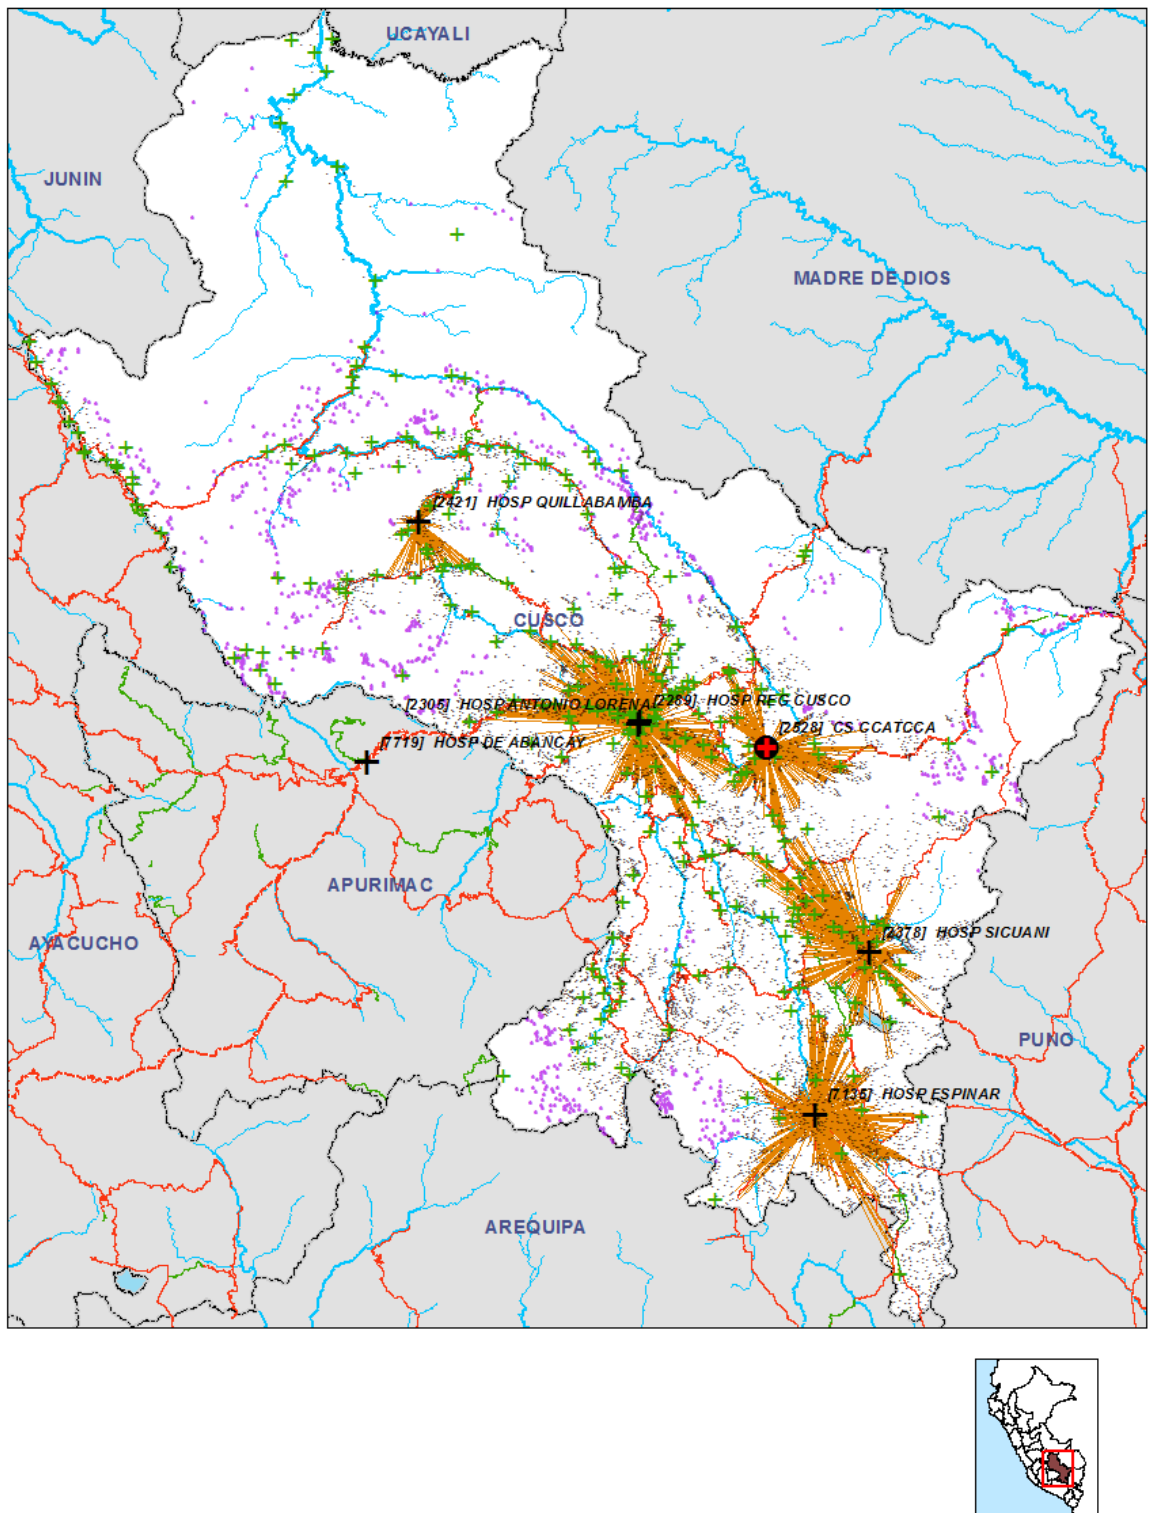 UCAYALI
JUNIN
MADRE DE DIOS
[2421] HOSP QUILLABAMBA
CUSCO
[2305] HOSP ANTONIO LORENA
[2289] HOSP REG CUSCO
[2528] CS CCATCCA
[7719] HOSP DE ABANCAY
APURIMAC
AYACUCHO
[2378] HOSP SICUANI
PUNO
[7135] HOSP ESPINAR
AREQUIPA